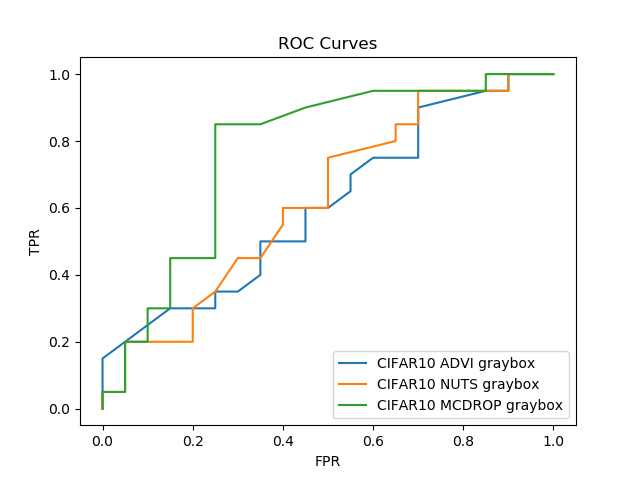 ROC Curves
1.0
0.8
0.6
0.4
0.2
0.0
TPR
CIFAR10 ADVI graybox
CIFAR10 NUTS graybox
CIFAR10 MCDROP graybox
0.0 0.2 0.4 0.6 0.8 1.0
FPR